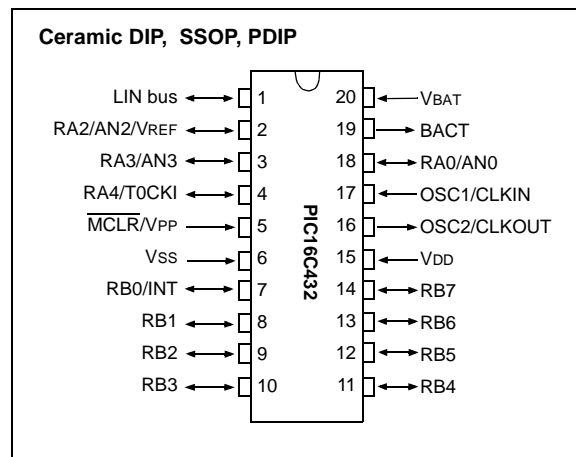 Ceramic DIP, SSOP, PDIP
LIN bus 1 20 VBAT
RA2/AN2/VREF 2 19 BACT
RA3/AN3 3 18 RA0/AN0
RA4/T0CKI 4 17 OSC1/CLKIN
MCLR/VPP 5 16 OSC2/CLKOUT
VSS 6 15 VDD
RB0/INT 7 14 RB7
RB1 8 13 RB6
RB2 9 12 RB5
RB3 10 11 RB4
PIC16C432